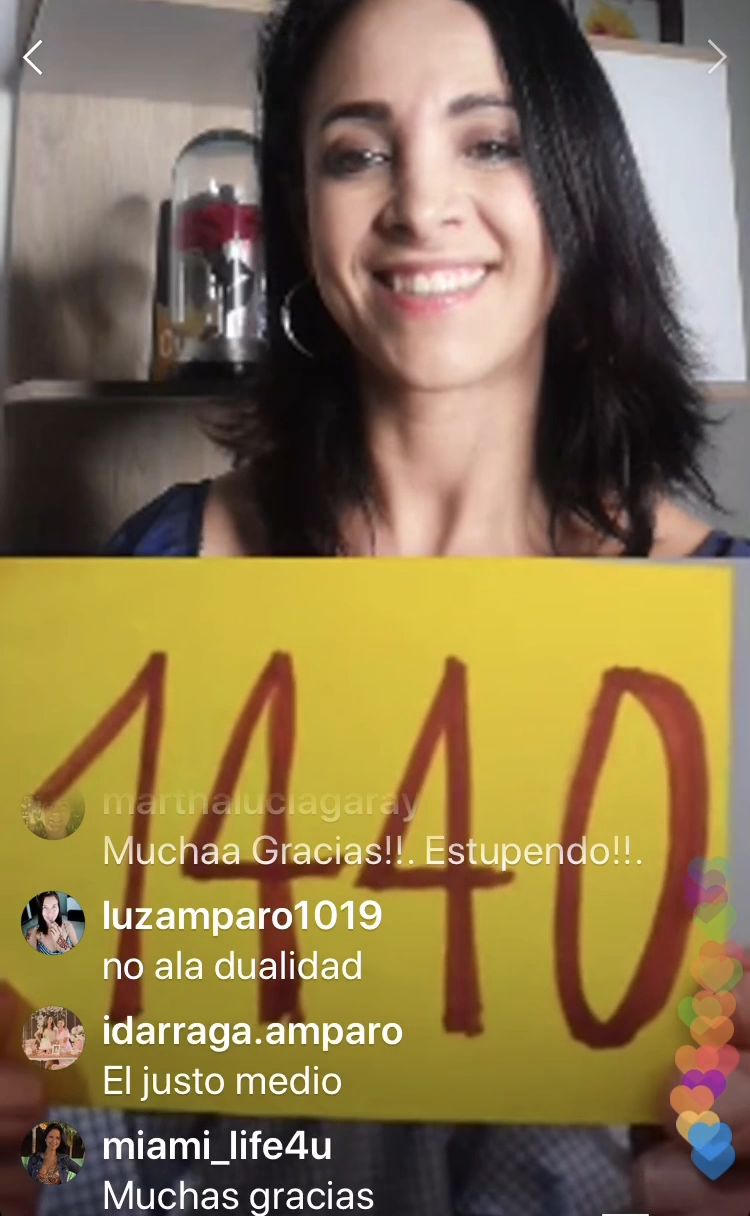 1440
marthaluciagaray
Muchaa Gracias!!. Estupendo!!.
luzamparo1019
no ala dualidad
idarraga.amparo
El justo medio
miami_life4u
Muchas gracias